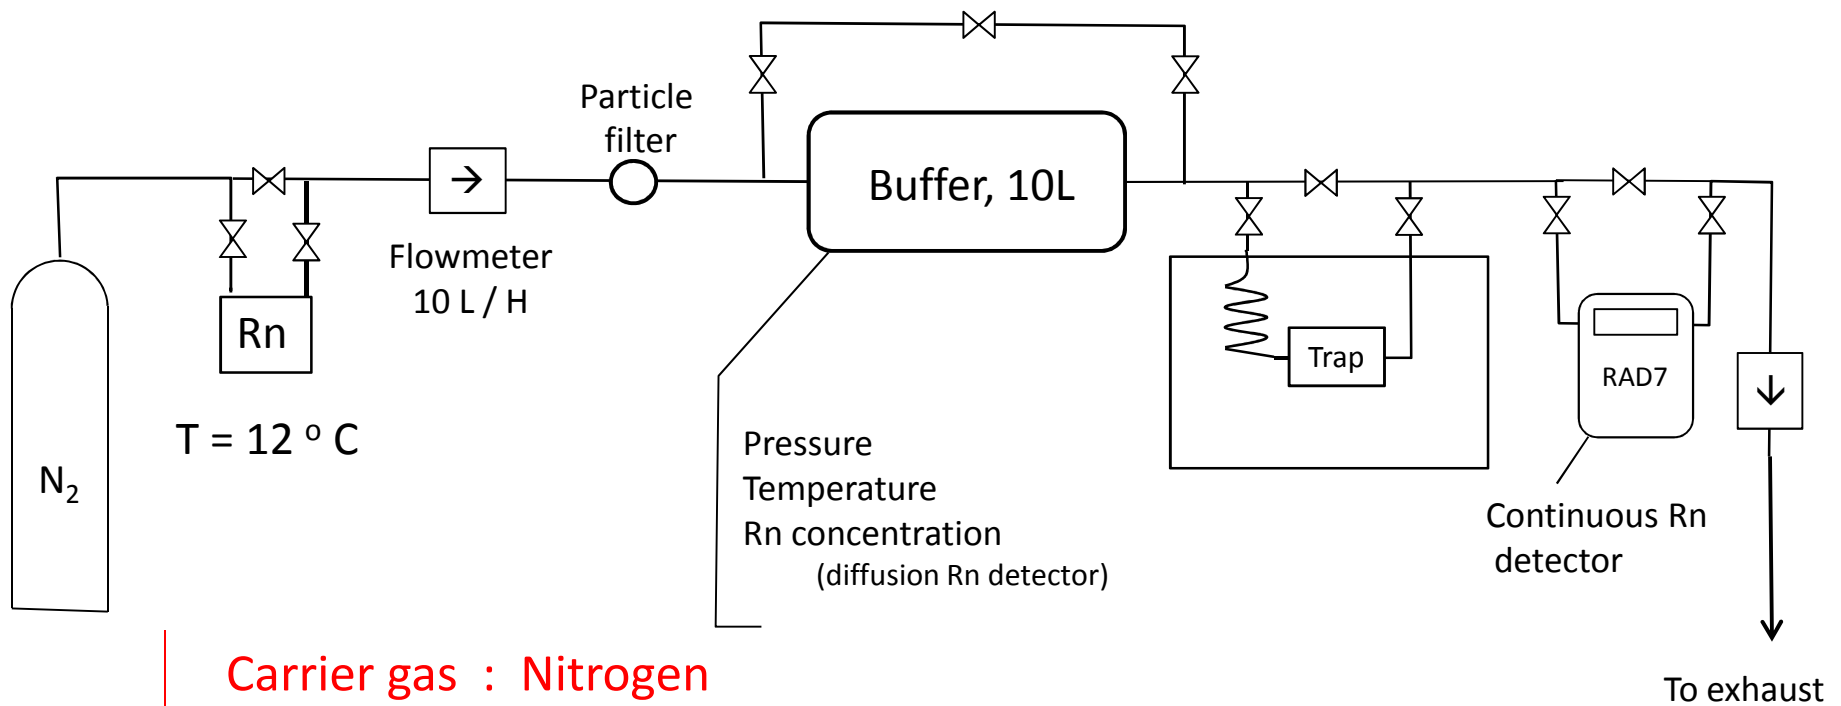 Particle
filter
Buffer, 10L
Flowmeter
10 L / H
Rn
Trap
RAD7
T = 12 ° C
N₂
Pressure
Temperature
Rn concentration
(diffusion Rn detector)
Continuous Rn
detector
Carrier gas : Nitrogen
To exhaust